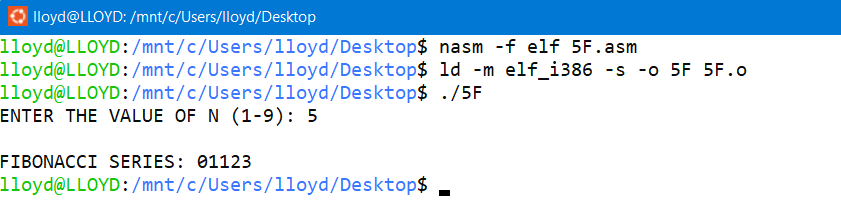 lloyd@LLOYD: /mnt/c/Users/lloyd/Desktop
lloyd@LLOYD:/mnt/c/Users/lloyd/Desktop$ nasm -f elf 5F.asm
lloyd@LLOYD:/mnt/c/Users/lloyd/Desktop$ ld -m elf_i386 -s -o 5F 5F.o
lloyd@LLOYD:/mnt/c/Users/lloyd/Desktop$ ./5F
ENTER THE VALUE OF N (1-9): 5
FIBONACCI SERIES: 01123
lloyd@LLOYD:/mnt/c/Users/lloyd/Desktop$